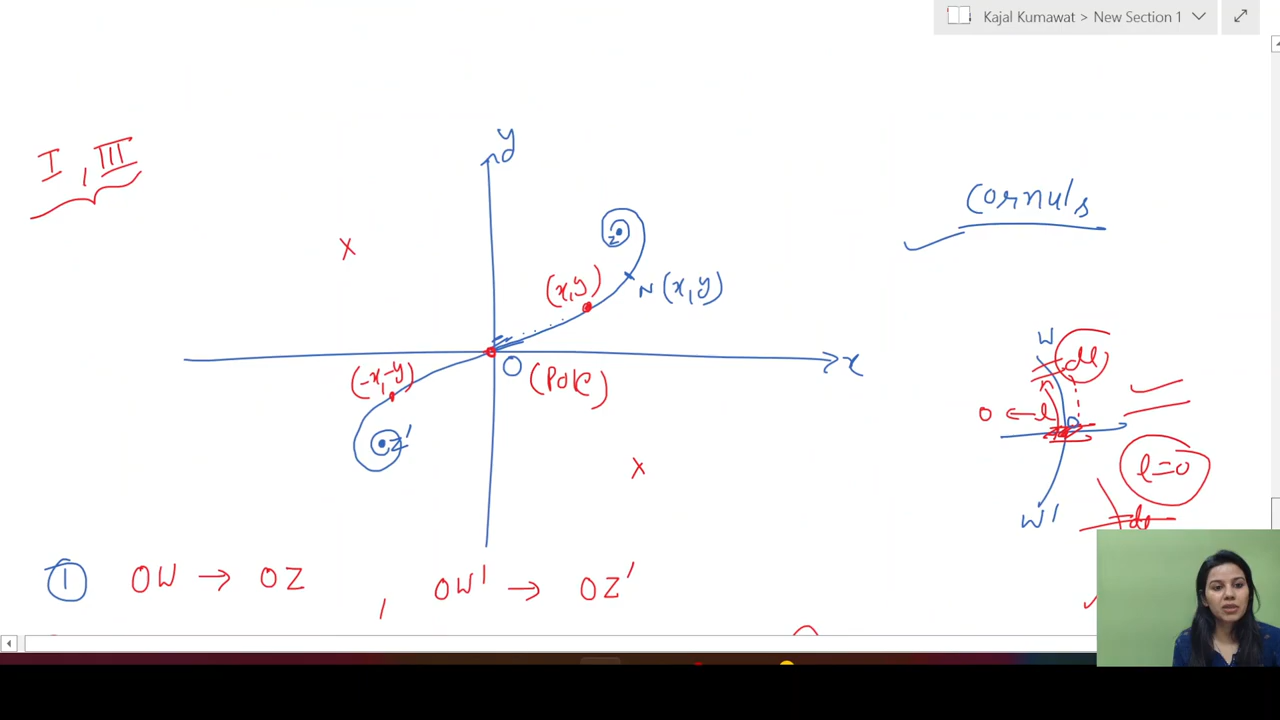 Kajal Kumawat > New Section 1
I, III
y
Cornu's
z
(x,y)
N (x,y)
x
O (Pole)
(-x,-y)
z'
W
O ← l
l=0
W'
① OW → OZ , OW' → OZ'